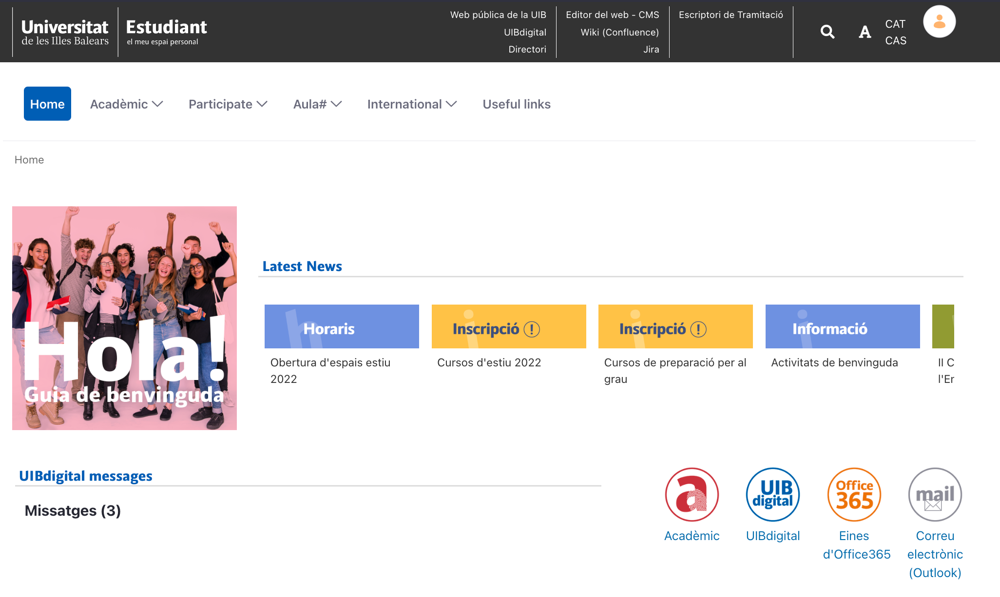 Universitat
de les Illes Balears
Estudiant
el meu espai personal
Web pública de la UIB
UIBdigital
Directori
Editor del web - CMS
Wiki (Confluence)
Jira
Escriptori de Tramitació
A
CAT
CAS
Home
Acadèmic
Participate
Aula#
International
Useful links
Home
Hola!
Guia de benvinguda
Latest News
Horaris
Obertura d'espais estiu
2022
Inscripció !
Cursos d'estiu 2022
Inscripció !
Cursos de preparació per al
grau
Informació
Activitats de benvinguda
II C
l'Er
UIBdigital messages
Missatges (3)
a
Acadèmic
UIB
digital
UIBdigital
Office
365
Eines
d'Office365
mail
Correu
electrònic
(Outlook)